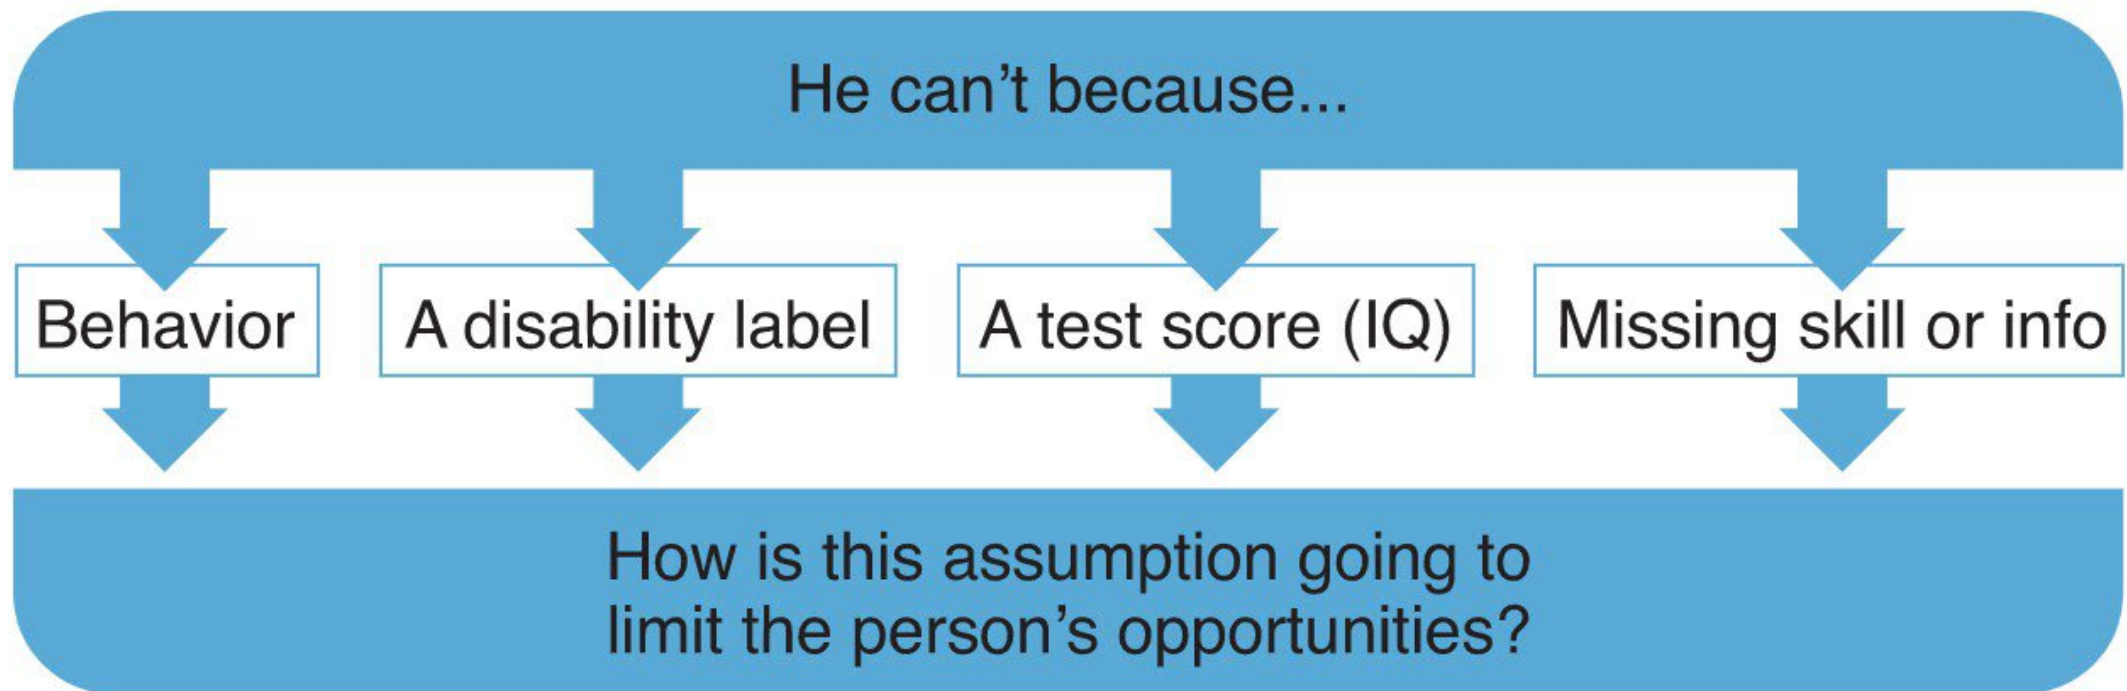 He can’t because...
Behavior
A disability label
A test score (IQ)
Missing skill or info
How is this assumption going to
limit the person’s opportunities?